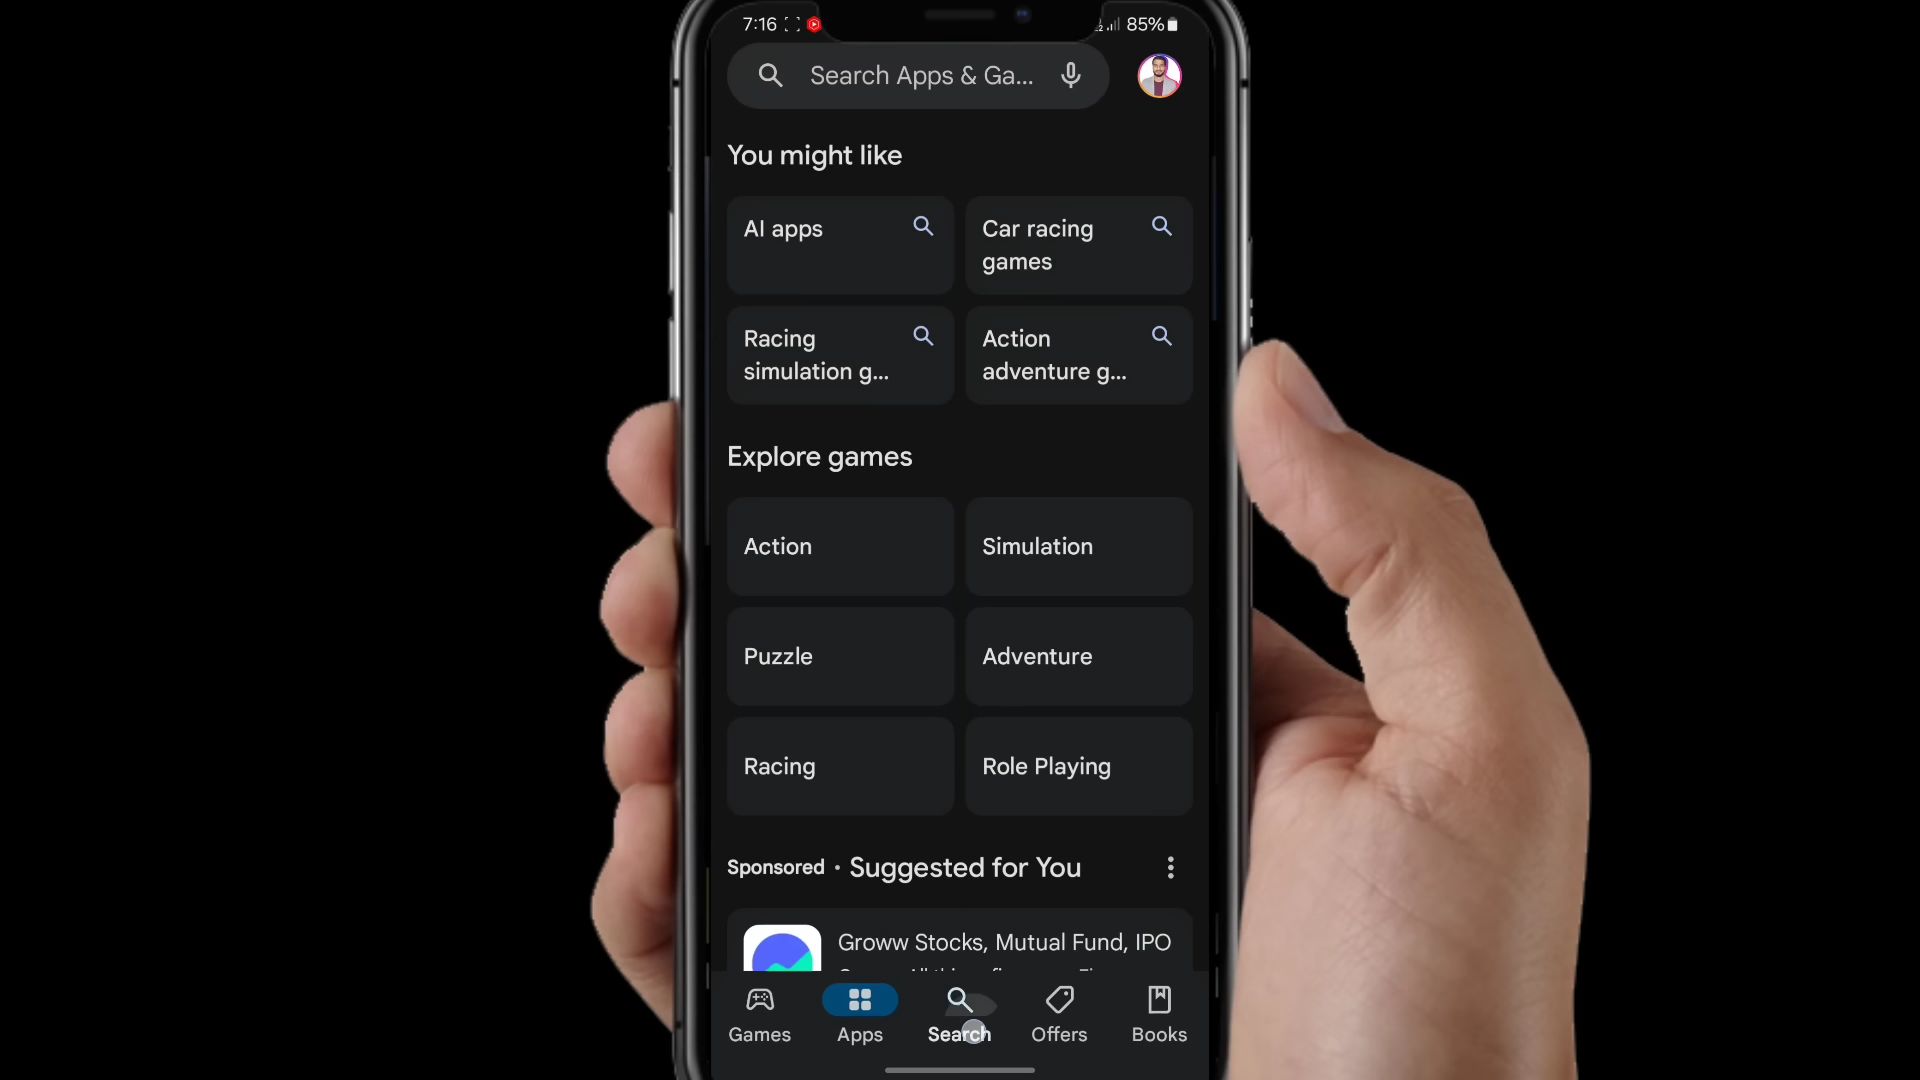 7:16
85%
Search Apps & Ga...
You might like
AI apps
Car racing
games
Racing
simulation g...
Action
adventure g...
Explore games
Action
Simulation
Puzzle
Adventure
Racing
Role Playing
Sponsored • Suggested for You
Groww Stocks, Mutual Fund, IPO
Games
Apps
Search
Offers
Books